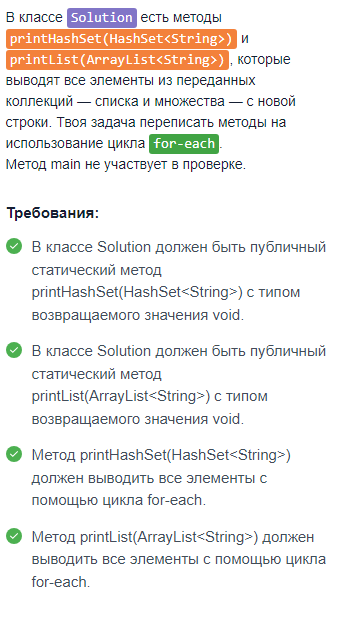 В классе Solution есть методы
printHashSet(HashSet<String>) и
printList(ArrayList<String>), которые
выводят все элементы из переданных
коллекций — списка и множества — с новой
строки. Твоя задача переписать методы на
использование цикла for-each.
Метод main не участвует в проверке.
Требования:
В классе Solution должен быть публичный
статический метод
printHashSet(HashSet<String>) с типом
возвращаемого значения void.
В классе Solution должен быть публичный
статический метод
printList(ArrayList<String>) с типом
возвращаемого значения void.
Метод printHashSet(HashSet<String>)
должен выводить все элементы с
помощью цикла for-each.
Метод printList(ArrayList<String>) должен
выводить все элементы с помощью цикла
for-each.